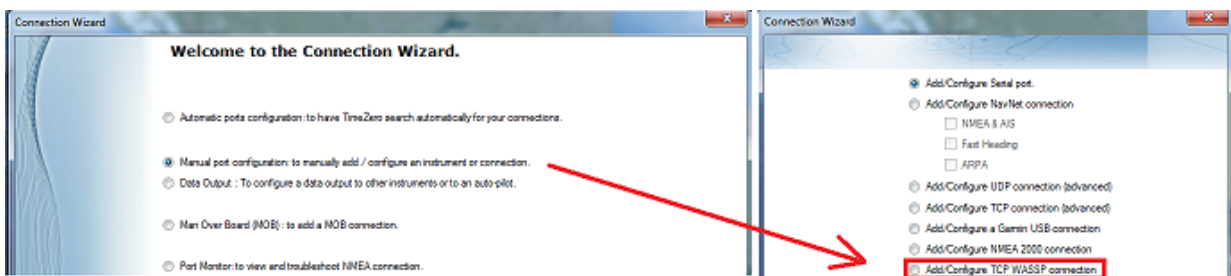 Connection Wizard
Welcome to the Connection Wizard.
Automatic ports configuration: to have TimeZero search automatically for your connections.
Manual port configuration: to manually add / configure an instrument or connection.
Data Output : To configure a data output to other instruments or to an auto-pilot.
Man Over Board (MOB) : to add a MOB connection.
Port Monitor: to view and troubleshoot NMEA connection.
Connection Wizard
Add/Configure Serial port.
Add/Configure NavNet connection
NMEA & AIS
Fast Heading
ARPA
Add/Configure UDP connection (advanced)
Add/Configure TCP connection (advanced)
Add/Configure a Garmin USB connection
Add/Configure NMEA 2000 connection
Add/Configure TCP WASSP connection